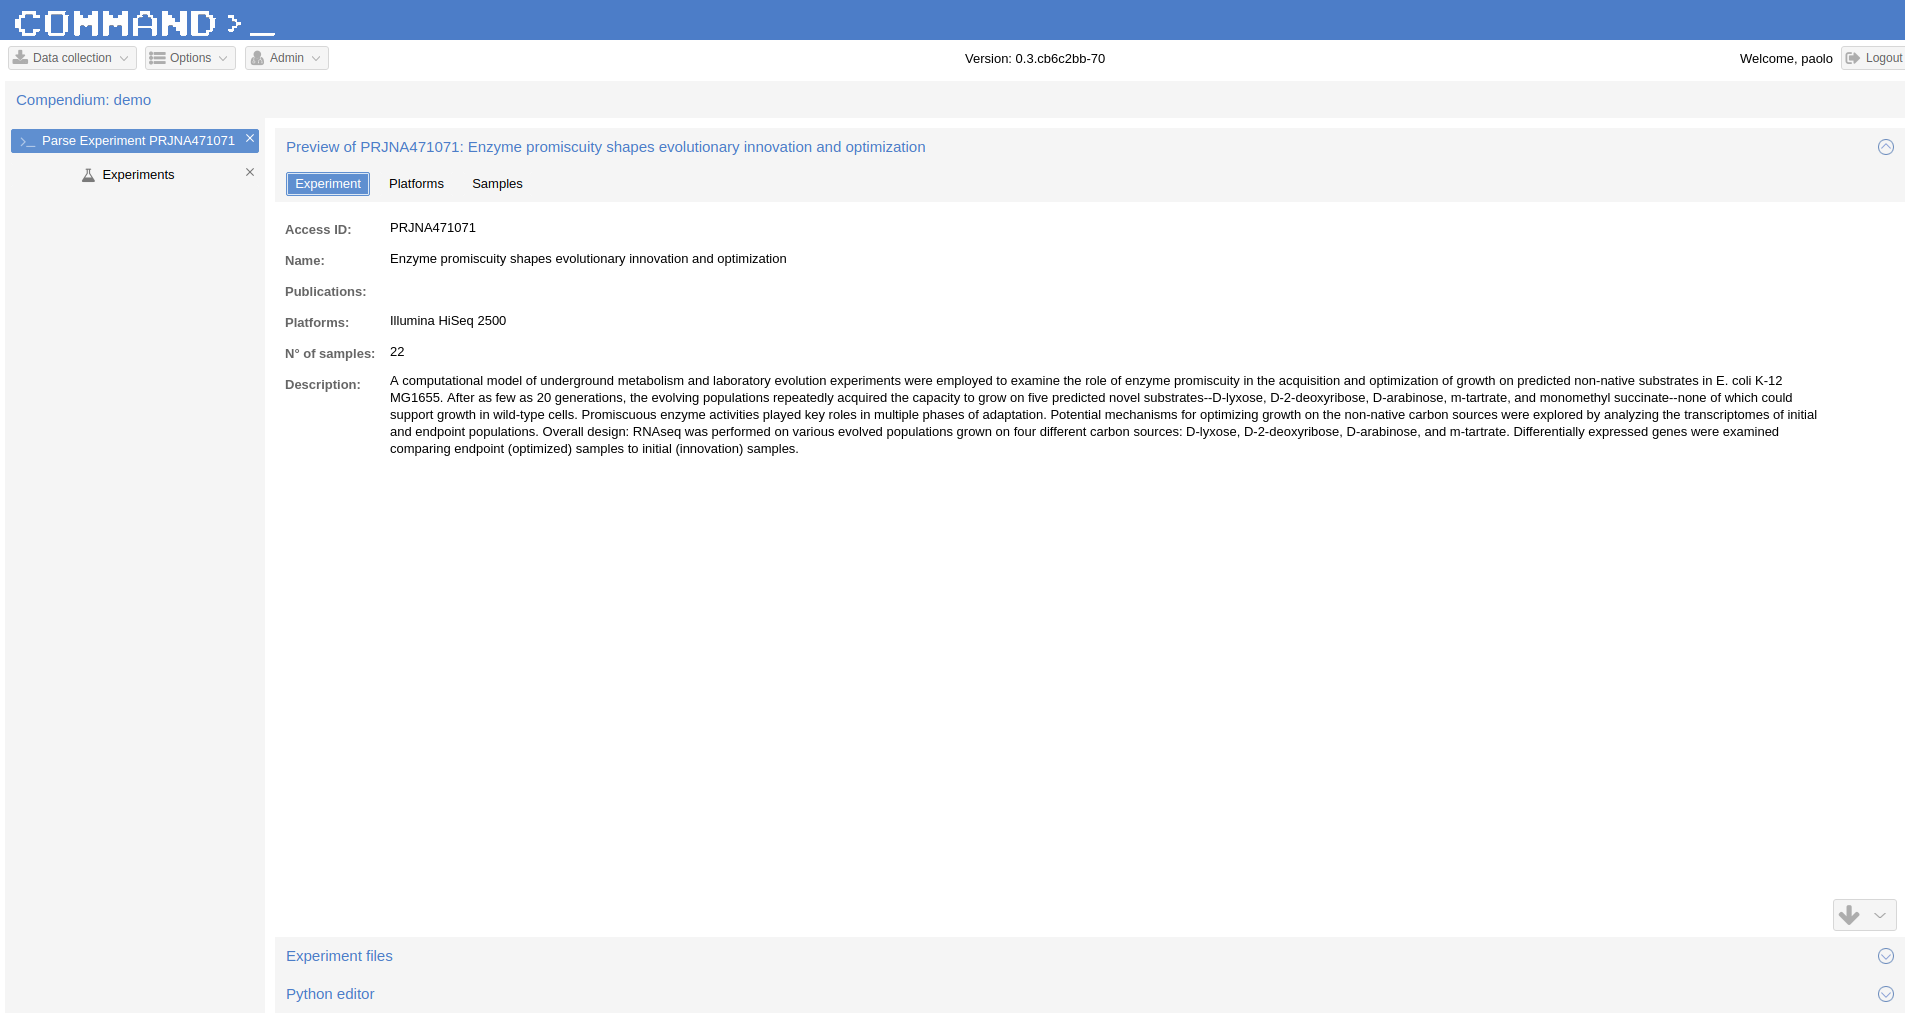 COMMAND>_
Data collection Options Admin Version: 0.3.cb6c2bb-70 Welcome, paolo Logout
Compendium: demo
Parse Experiment PRJNA471071
Experiments
Preview of PRJNA471071: Enzyme promiscuity shapes evolutionary innovation and optimization
Experiment Platforms Samples
Access ID: PRJNA471071
Name: Enzyme promiscuity shapes evolutionary innovation and optimization
Publications:
Platforms: Illumina HiSeq 2500
N° of samples: 22
Description: A computational model of underground metabolism and laboratory evolution experiments were employed to examine the role of enzyme promiscuity in the acquisition and optimization of growth on predicted non-native substrates in E. coli K-12
MG1655. After as few as 20 generations, the evolving populations repeatedly acquired the capacity to grow on five predicted novel substrates--D-lyxose, D-2-deoxyribose, D-arabinose, m-tartrate, and monomethyl succinate--none of which could
support growth in wild-type cells. Promiscuous enzyme activities played key roles in multiple phases of adaptation. Potential mechanisms for optimizing growth on the non-native carbon sources were explored by analyzing the transcriptomes of initial
and endpoint populations. Overall design: RNAseq was performed on various evolved populations grown on four different carbon sources: D-lyxose, D-2-deoxyribose, D-arabinose, and m-tartrate. Differentially expressed genes were examined
comparing endpoint (optimized) samples to initial (innovation) samples.
Experiment files
Python editor